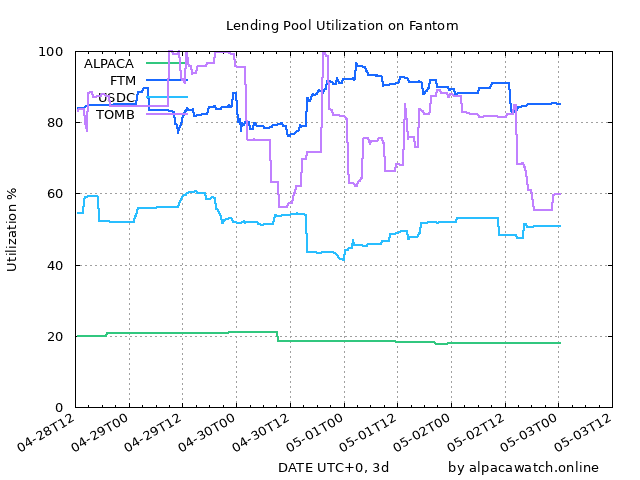 Lending Pool Utilization on Fantom
Utilization %
100
80
60
40
20
0
ALPACA
FTM
USDC
TOMB
04-28T12
04-29T00
04-29T12
04-30T00
04-30T12
05-01T00
05-01T12
05-02T00
05-02T12
05-03T00
05-03T12
DATE UTC+0, 3d
by alpacawatch.online